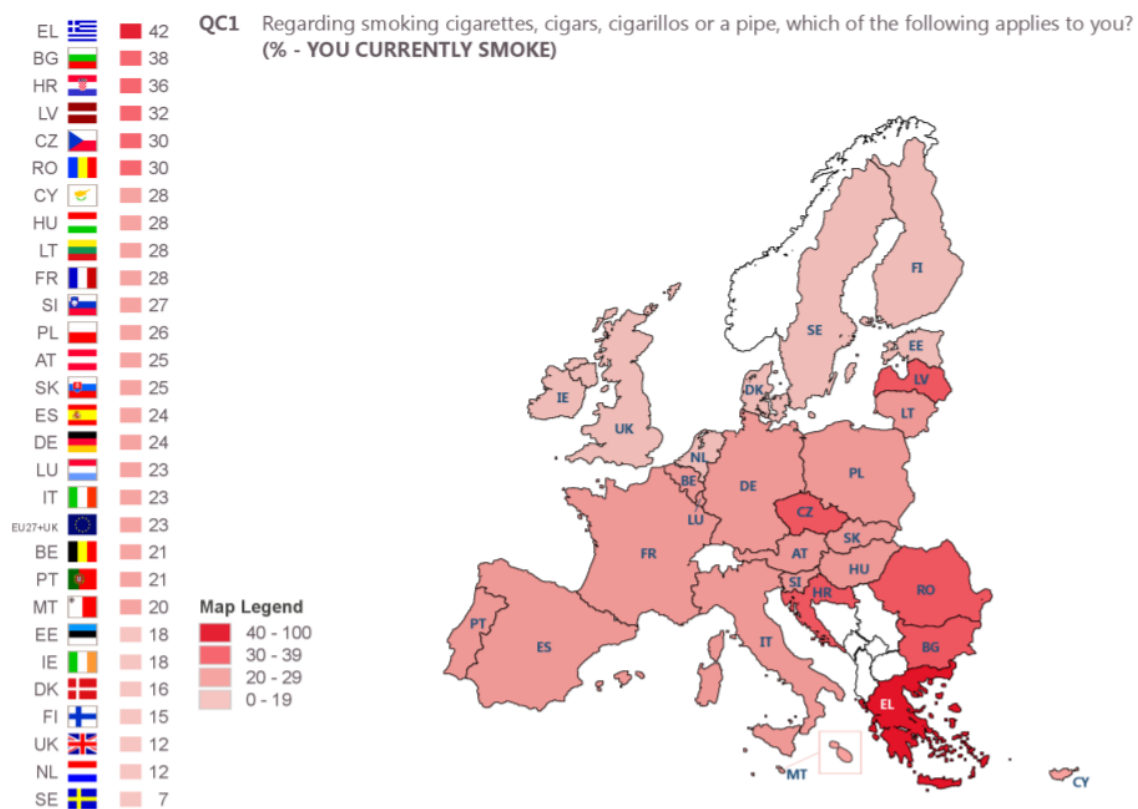 QC1 Regarding smoking cigarettes, cigars, cigarillos or a pipe, which of the following applies to you?
(% - YOU CURRENTLY SMOKE)
EL 42
BG 38
HR 36
LV 32
CZ 30
RO 30
CY 28
HU 28
LT 28
FR 28
SI 27
PL 26
AT 25
SK 25
ES 24
DE 24
LU 23
IT 23
EU27+UK 23
BE 21
PT 21
MT 20
EE 18
IE 18
DK 16
FI 15
UK 12
NL 12
SE 7
Map Legend
40 - 100
30 - 39
20 - 29
0 - 19
FI
SE
EE
LV
LT
DK
IE
UK
NL
BE
DE
PL
LU
CZ
SK
FR
AT
HU
SI
HR
RO
PT
ES
IT
BG
EL
MT
CY